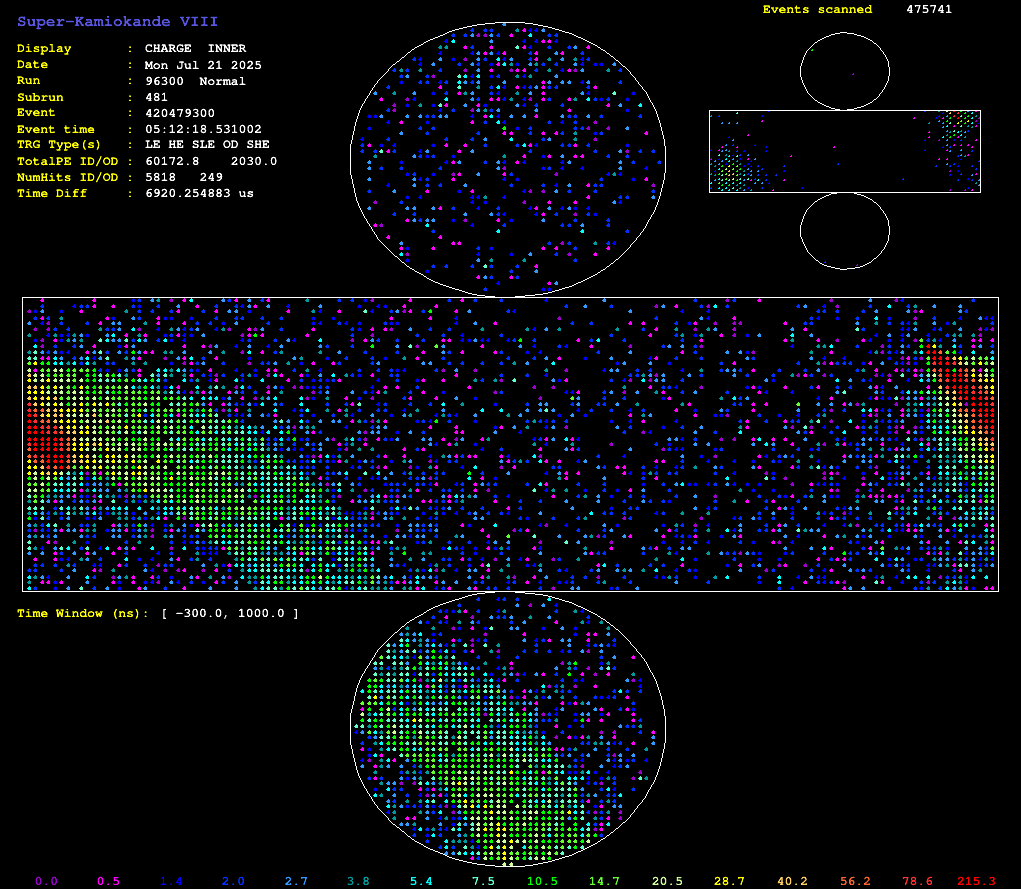 Super-Kamiokande VIII
Events scanned 475741
Display : CHARGE INNER
Date : Mon Jul 21 2025
Run : 96300 Normal
Subrun : 481
Event : 420479300
Event time : 05:12:18.531002
TRG Type(s) : LE HE SLE OD SHE
TotalPE ID/OD : 60172.8 2030.0
NumHits ID/OD : 5818 249
Time Diff : 6920.254883 us
Time Window (ns): [ -300.0, 1000.0 ]
0.0 0.5 1.4 2.0 2.7 3.8 5.4 7.5 10.5 14.7 20.5 28.7 40.2 56.2 78.6 215.3